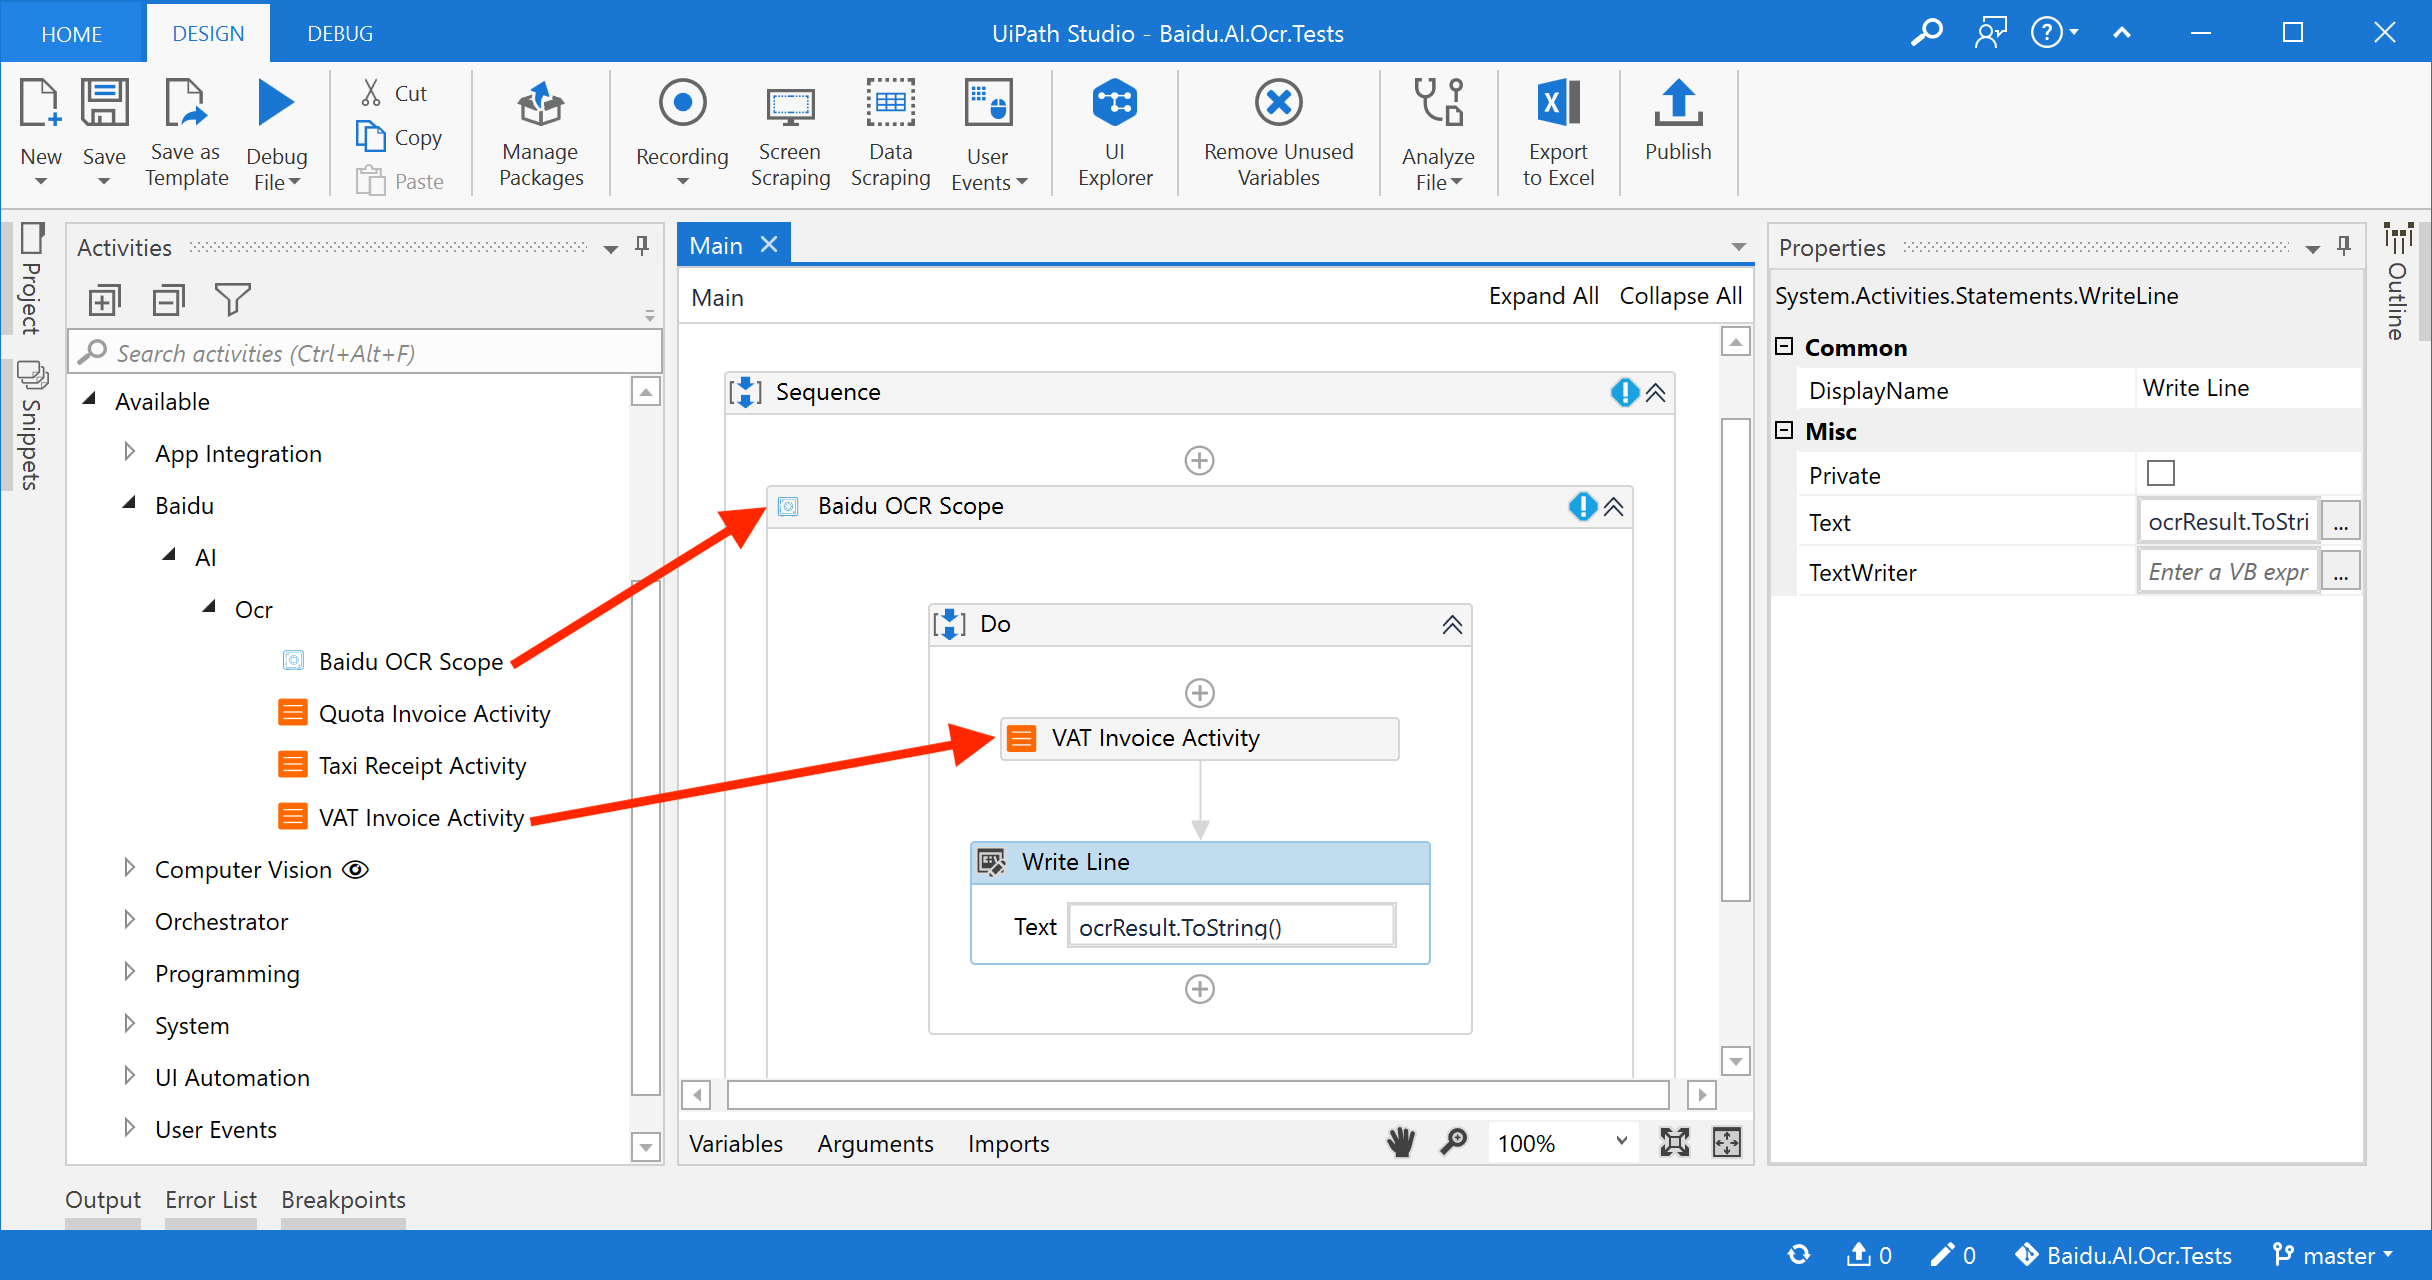 HOME
DESIGN
DEBUG
UiPath Studio - Baidu.AI.Ocr.Tests
New
Save
Save as
Template
Debug
File
Cut
Copy
Paste
Manage
Packages
Recording
Screen
Scraping
Data
Scraping
User
Events
UI
Explorer
Remove Unused
Variables
Analyze
File
Export
to Excel
Publish
Project
Snippets
Activities
Search activities (Ctrl+Alt+F)
Available
App Integration
Baidu
AI
Ocr
Baidu OCR Scope
Quota Invoice Activity
Taxi Receipt Activity
VAT Invoice Activity
Computer Vision
Orchestrator
Programming
System
UI Automation
User Events
Main
Main
Expand All
Collapse All
Sequence
Baidu OCR Scope
Do
VAT Invoice Activity
Write Line
Text
ocrResult.ToString()
Variables
Arguments
Imports
100%
Properties
System.Activities.Statements.WriteLine
Common
DisplayName
Write Line
Misc
Private
Text
ocrResult.ToStri
...
TextWriter
Enter a VB expr
...
Outline
Output
Error List
Breakpoints
0
0
Baidu.AI.Ocr.Tests
master